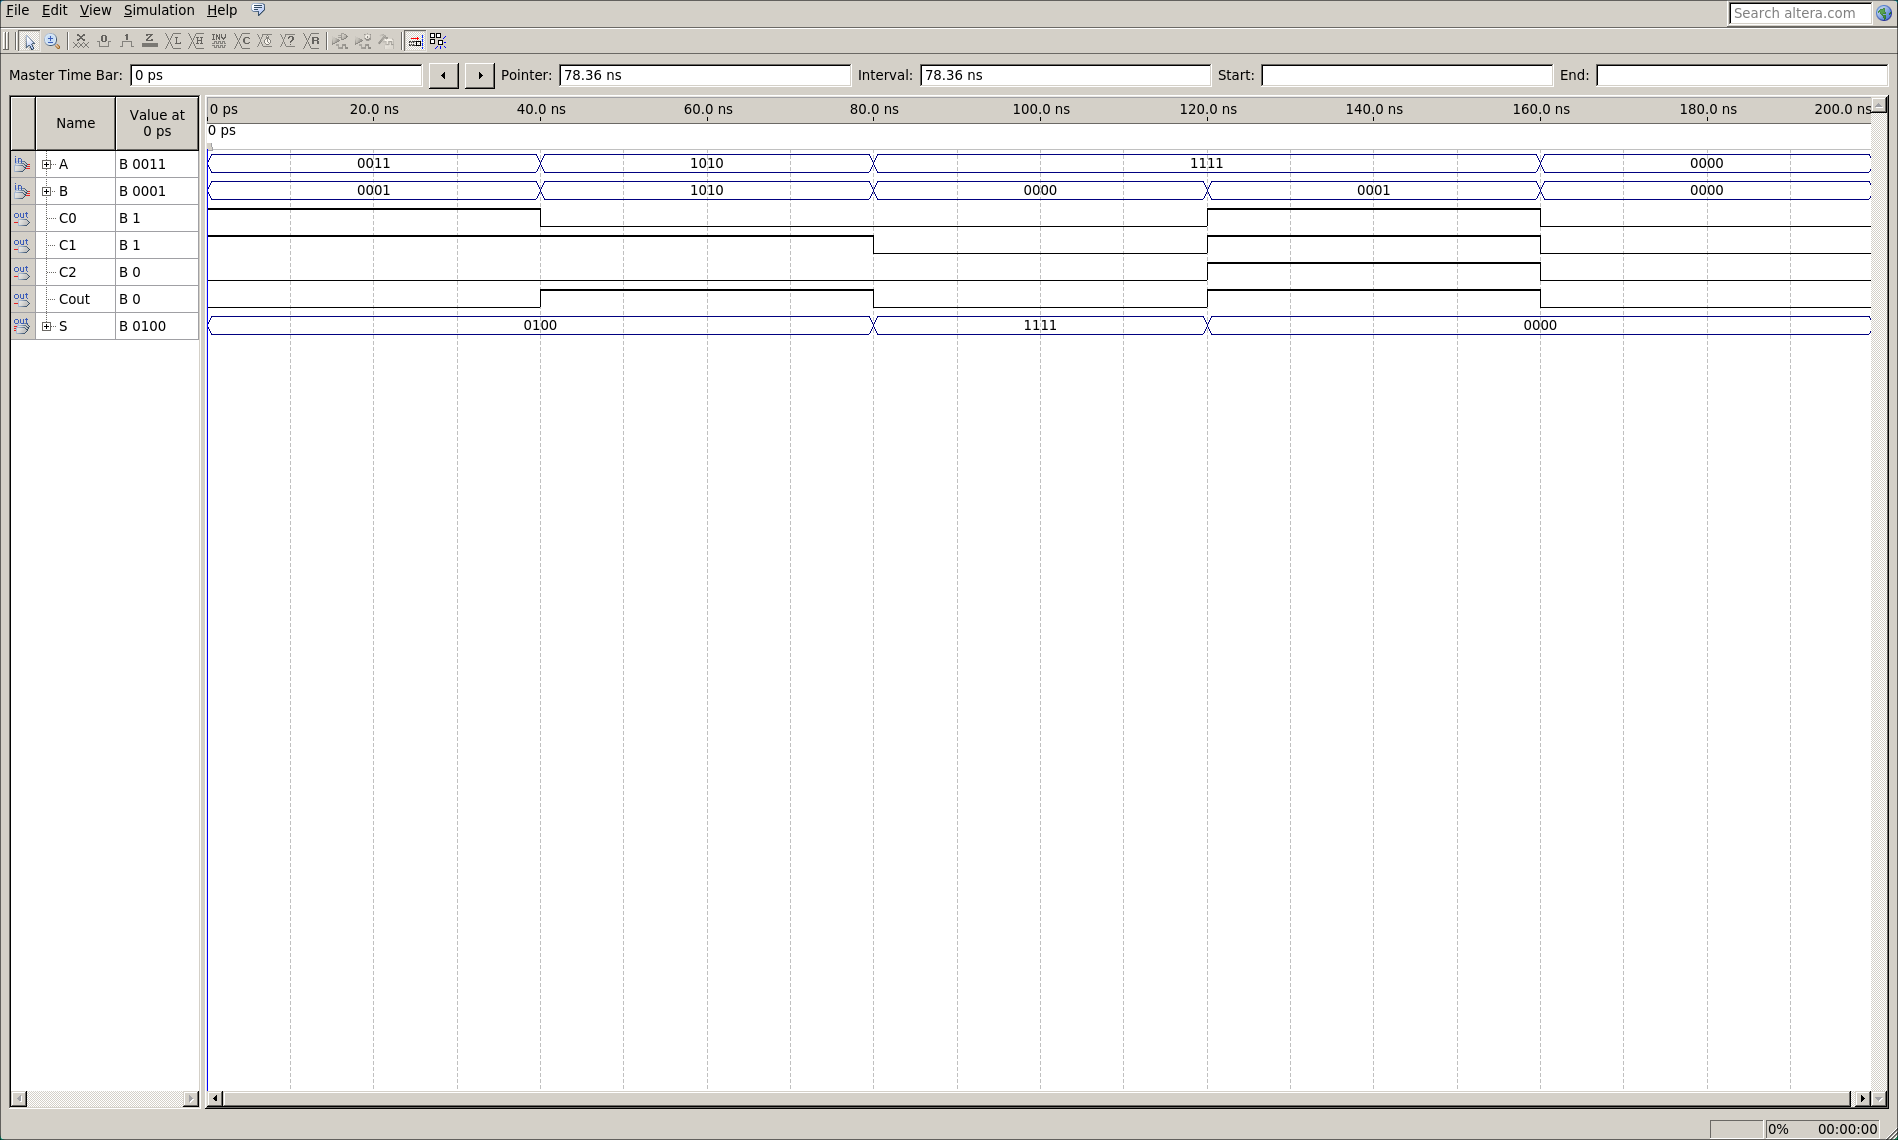 File Edit View Simulation Help
Search altera.com
Master Time Bar: 0 ps Pointer: 78.36 ns Interval: 78.36 ns Start: End:
Name Value at 0 ps
0 ps 20.0 ns 40.0 ns 60.0 ns 80.0 ns 100.0 ns 120.0 ns 140.0 ns 160.0 ns 180.0 ns 200.0 ns
0 ps
A B 0011 0011 1010 1111 0000
B B 0001 0001 1010 0000 0001 0000
C0 B 1
C1 B 1
C2 B 0
Cout B 0
S B 0100 0100 1111 0000
0% 00:00:00